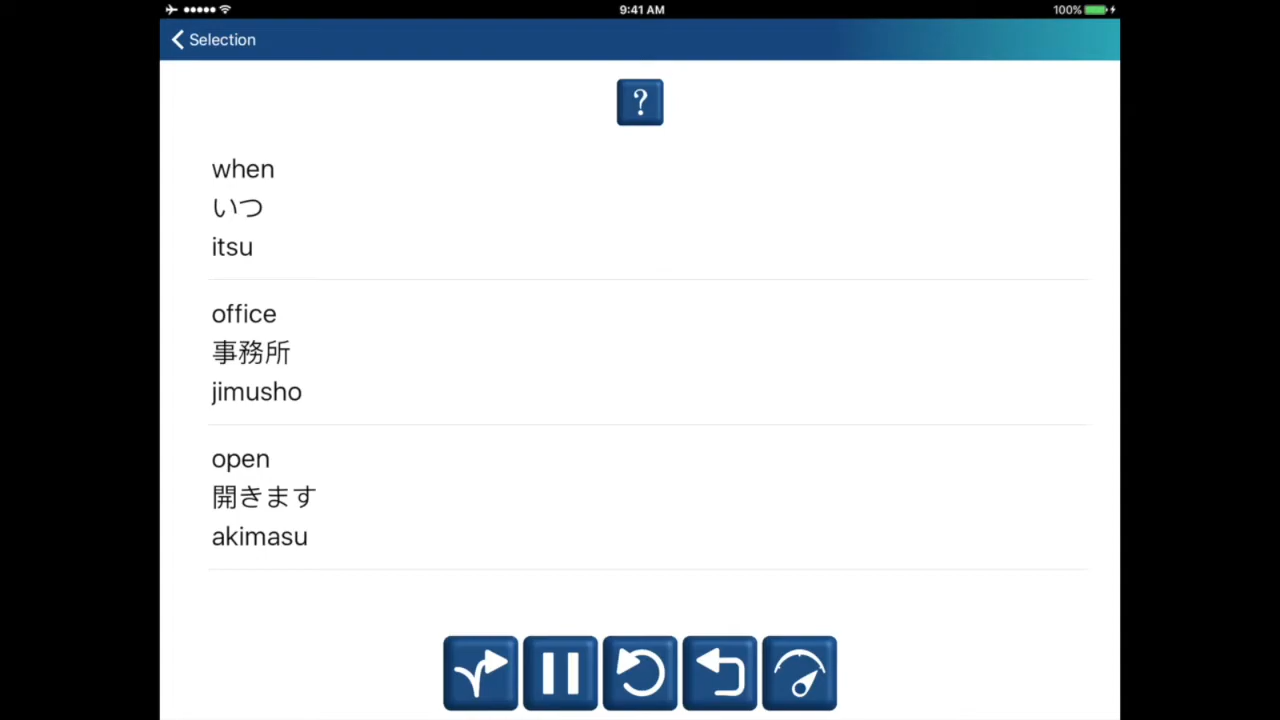 9:41 AM
100%
Selection
?
when
いつ
itsu
office
事務所
jimusho
open
開きます
akimasu